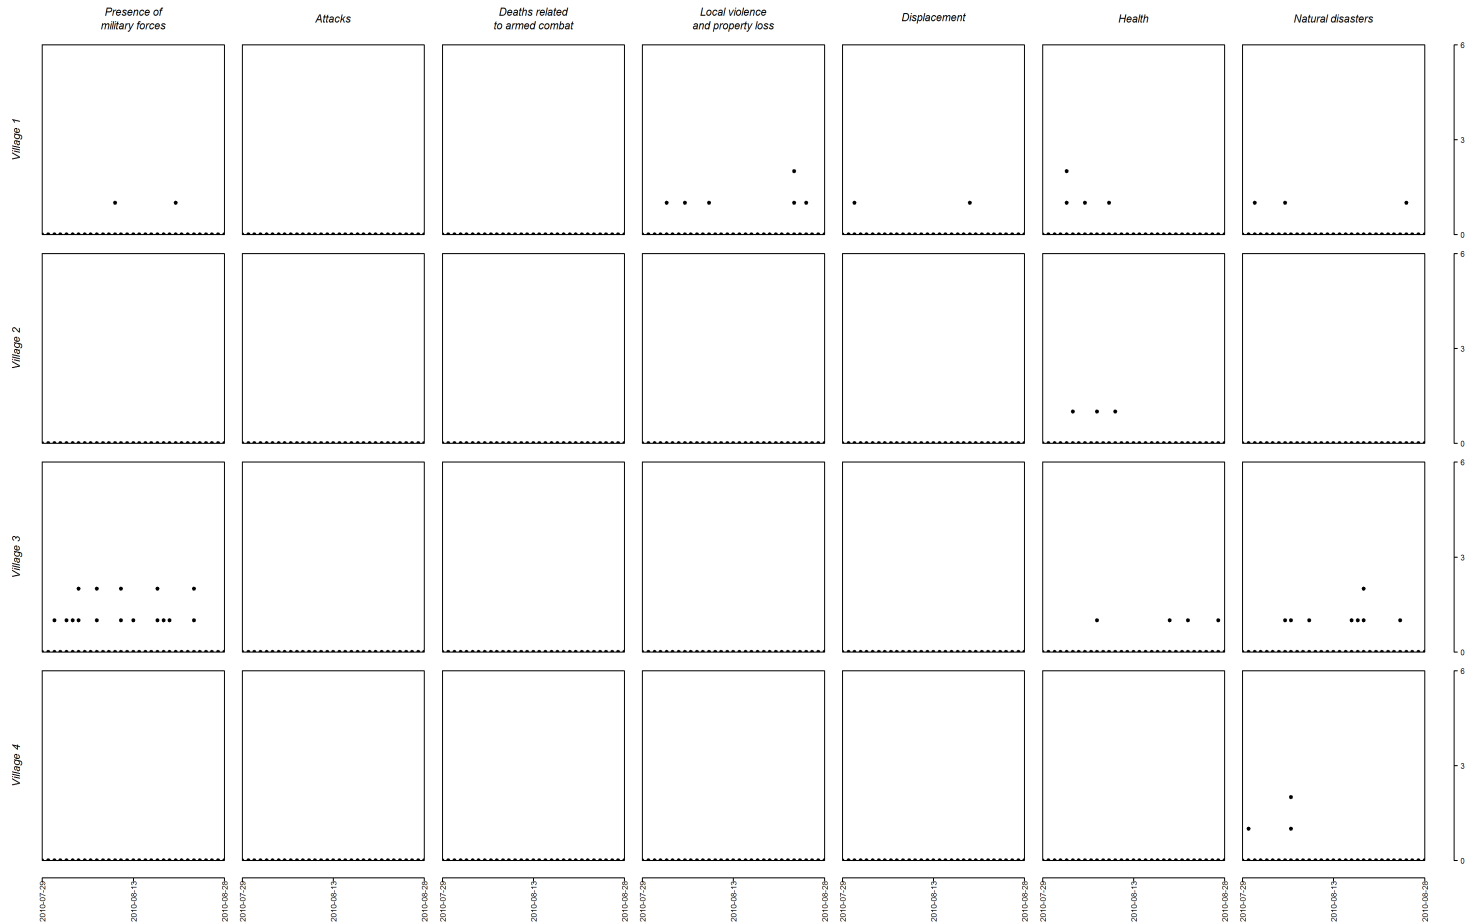 Presence of
military forces
Attacks
Deaths related
to armed combat
Local violence
and property loss
Displacement
Health
Natural disasters
Village 1
6
3
0
Village 2
6
3
0
Village 3
6
3
0
Village 4
6
3
0
2010-07-29
2010-08-13
2010-08-28
2010-07-29
2010-08-13
2010-08-28
2010-07-29
2010-08-13
2010-08-28
2010-07-29
2010-08-13
2010-08-28
2010-07-29
2010-08-13
2010-08-28
2010-07-29
2010-08-13
2010-08-28
2010-07-29
2010-08-13
2010-08-28